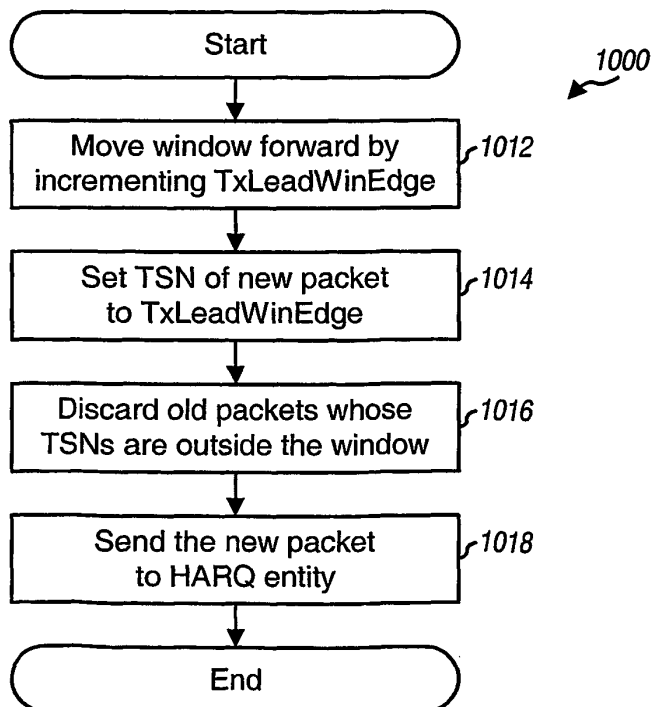 Start
1000
Move window forward by
incrementing TxLeadWinEdge
1012
Set TSN of new packet
to TxLeadWinEdge
1014
Discard old packets whose
TSNs are outside the window
1016
Send the new packet
to HARQ entity
1018
End